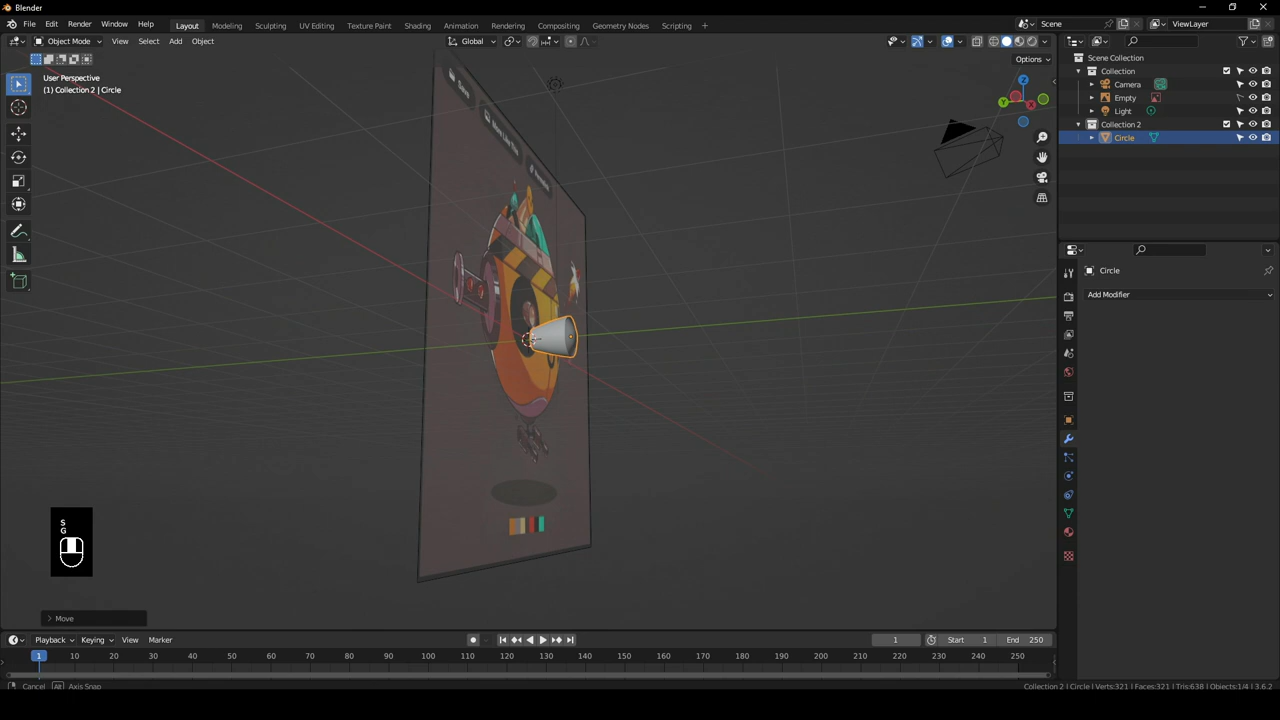 Blender
File Edit Render Window Help
Layout Modeling Sculpting UV Editing Texture Paint Shading Animation Rendering Compositing Geometry Nodes Scripting +
Scene ViewLayer
Object Mode View Select Add Object Global
Options
User Perspective
(1) Collection 2 | Circle
Z
Y
X
Save
More Like This
S
G
Move
Scene Collection
Collection
Camera
Empty
Light
Collection 2
Circle
Circle
Add Modifier
Playback Keying View Marker 1 Start 1 End 250
1 10 20 30 40 50 60 70 80 90 100 110 120 130 140 150 160 170 180 190 200 210 220 230 240 250
Cancel Alt Axis Snap
Collection 2 | Circle | Verts:321 | Faces:321 | Tris:638 | Objects:1/4 | 3.6.2